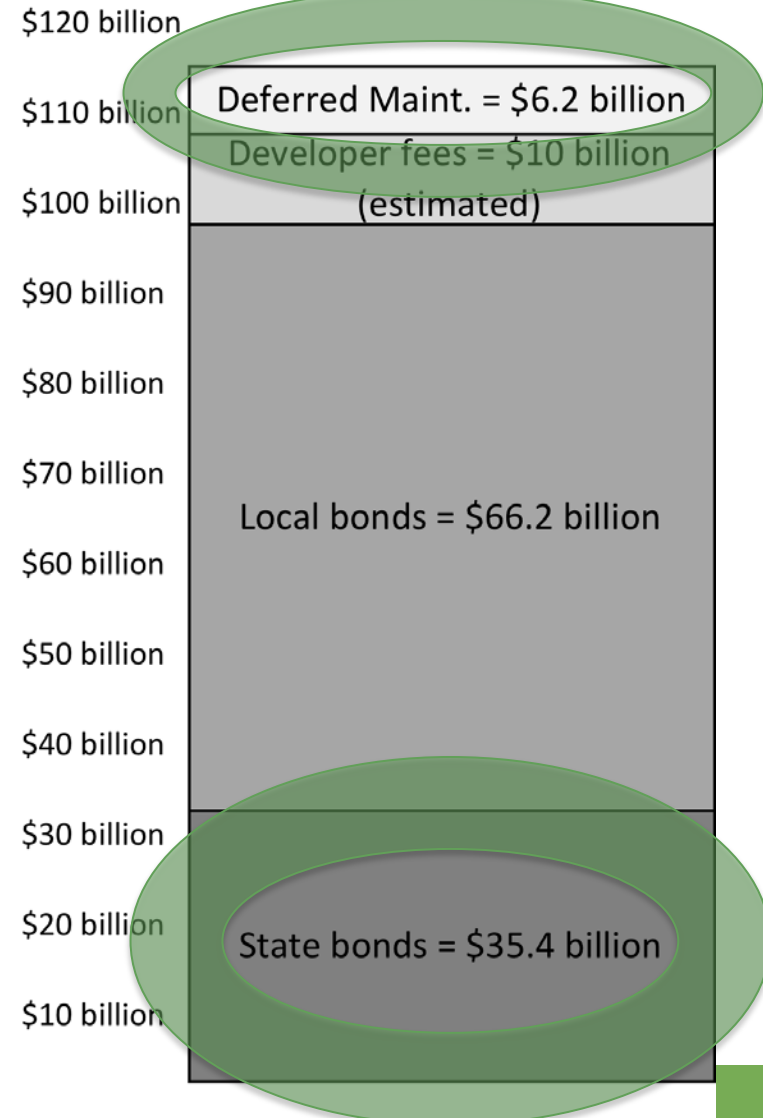 $120 billion
Deferred Maint. = $6.2 billion
$110 billion
Developer fees = $10 billion
(estimated)
$100 billion
$90 billion
$80 billion
$70 billion
Local bonds = $66.2 billion
$60 billion
$50 billion
$40 billion
$30 billion
$20 billion
State bonds = $35.4 billion
$10 billion